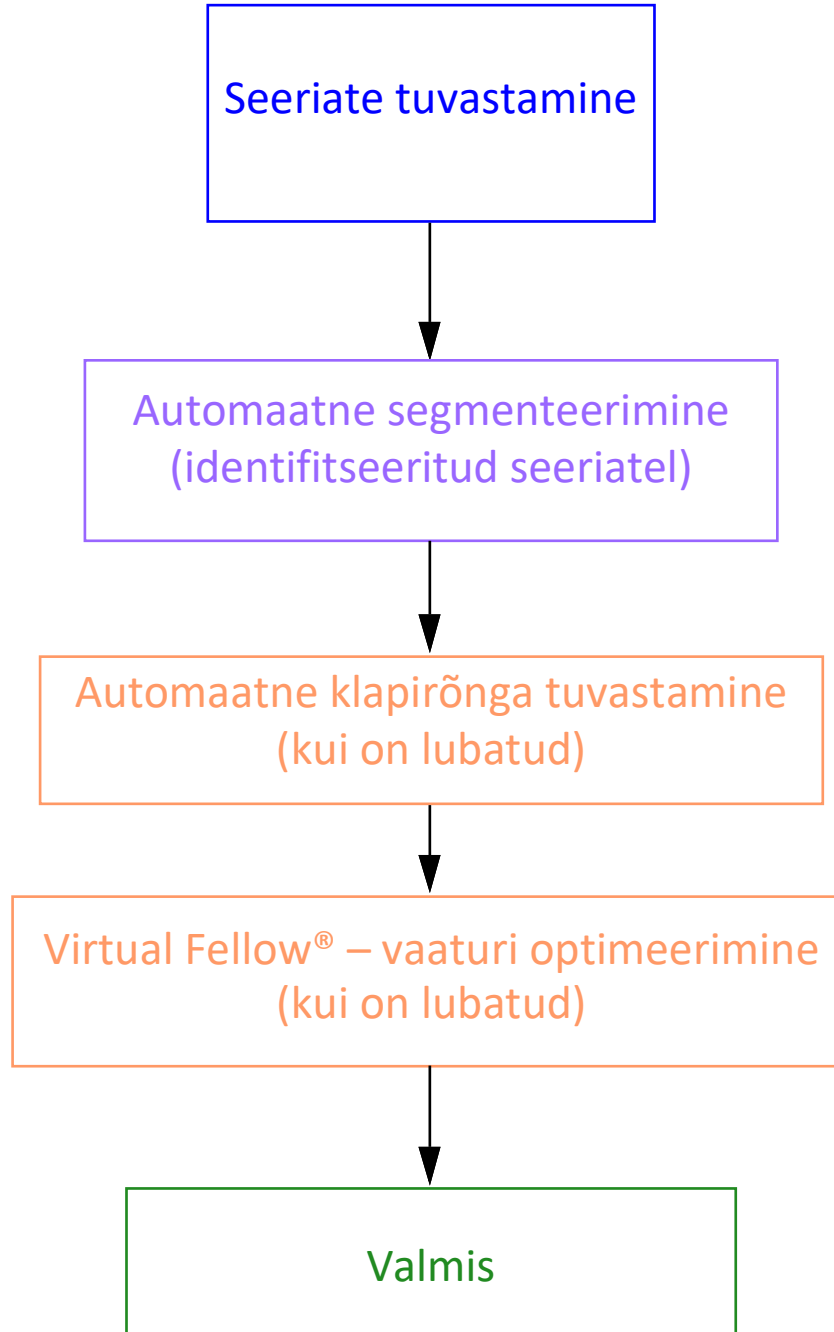 Seeriate tuvastamine
Automaatne segmenteerimine
(identifitseeritud seeriatel)
Automaatne klapirõnga tuvastamine
(kui on lubatud)
Virtual Fellow® – vaaturi optimeerimine
(kui on lubatud)
Valmis